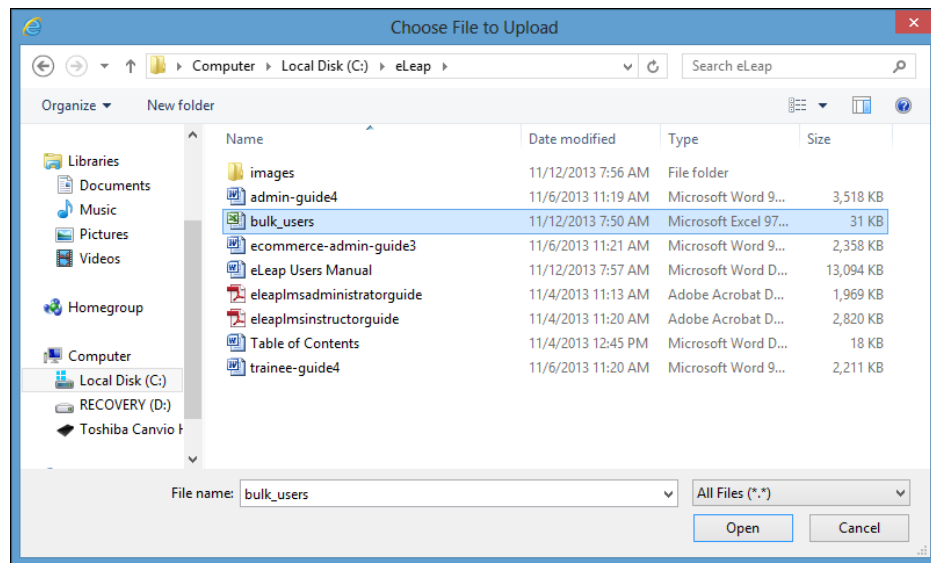 Choose File to Upload
Computer Local Disk (C:) eLeap Search eLeap
Organize New folder
Name Date modified Type Size
Libraries
Documents
Music
Pictures
Videos
Homegroup
Computer
Local Disk (C:)
RECOVERY (D:)
Toshiba Canvio
images 11/12/2013 7:56 AM File folder
admin-guide4 11/6/2013 11:19 AM Microsoft Word 9... 3,518 KB
bulk_users 11/12/2013 7:50 AM Microsoft Excel 97... 31 KB
ecommerce-admin-guide3 11/6/2013 11:21 AM Microsoft Word 9... 2,358 KB
eLeap Users Manual 11/12/2013 7:57 AM Microsoft Word D... 13,094 KB
eleaplmsadministratorguide 11/4/2013 11:13 AM Adobe Acrobat D... 1,969 KB
eleaplmsinstructorguide 11/4/2013 11:20 AM Adobe Acrobat D... 2,820 KB
Table of Contents 11/4/2013 12:45 PM Microsoft Word D... 18 KB
trainee-guide4 11/6/2013 11:20 AM Microsoft Word 9... 2,211 KB
File name: bulk_users All Files (*.*)
Open Cancel